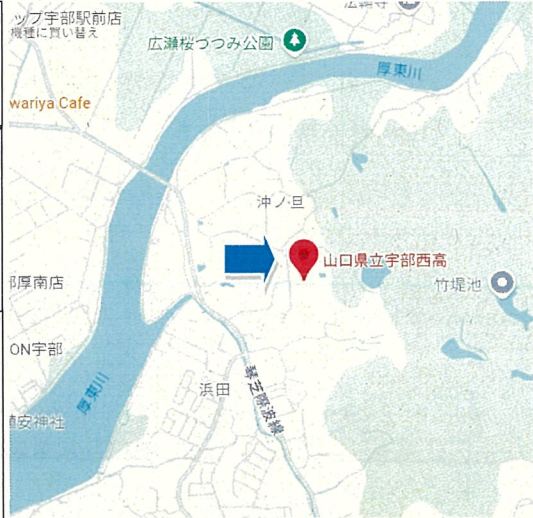 ップ宇部駅前店
機種に買い替え
広瀬桜づつみ公園
厚東川
wariya Cafe
沖ノ旦
山口県立宇部西高
竹堤池
部厚南店
ON宇部
浜田
厚東川
琴芝際波線